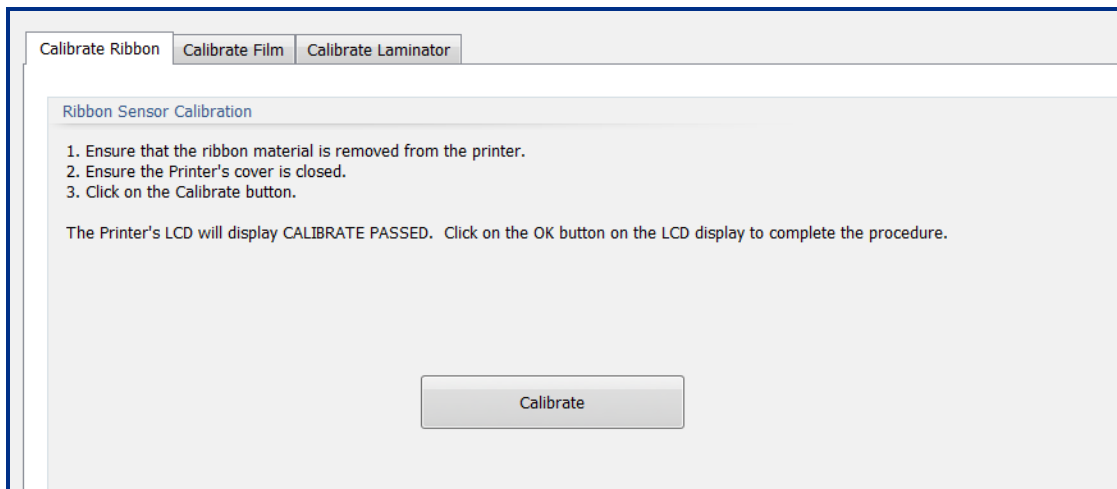 Calibrate Ribbon Calibrate Film Calibrate Laminator
Ribbon Sensor Calibration
1. Ensure that the ribbon material is removed from the printer.
2. Ensure the Printer's cover is closed.
3. Click on the Calibrate button.
The Printer's LCD will display CALIBRATE PASSED.  Click on the OK button on the LCD display to complete the procedure.
Calibrate